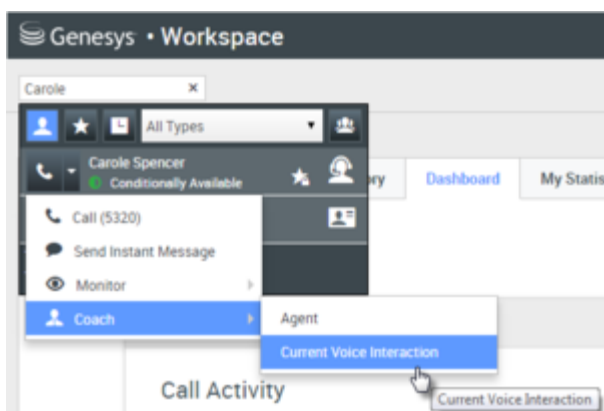 Genesys • Workspace
Carole ×
All Types
Carole Spencer
Conditionally Available
ory Dashboard My Statis
Call (5320)
Send Instant Message
Monitor
Coach
Agent
Current Voice Interaction
Call Activity
Current Voice Interaction